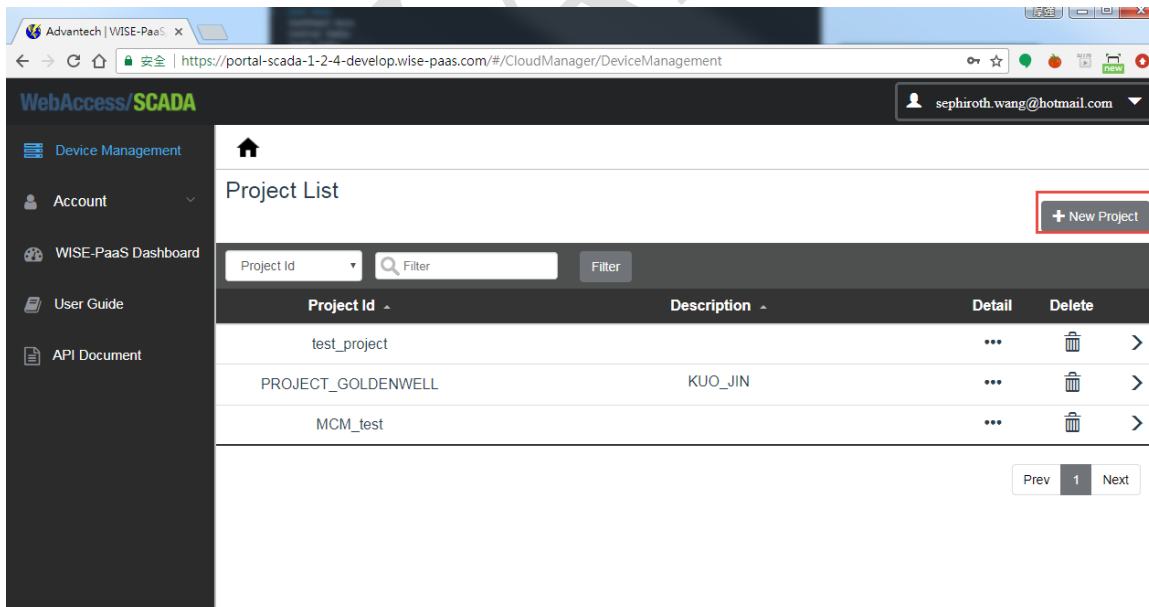 Advantech | WISE-PaaS
安全 | https://portal-scada-1-2-4-develop.wise-paas.com/#/CloudManager/DeviceManagement
new
WebAccess/SCADA
sephiroth.wang@hotmail.com
Device Management
Account
WISE-PaaS Dashboard
User Guide
API Document
Project List
+ New Project
Project Id
Filter
Filter
Project Id Description Detail Delete
test_project
PROJECT_GOLDENWELL KUO_JIN
MCM_test
Prev 1 Next